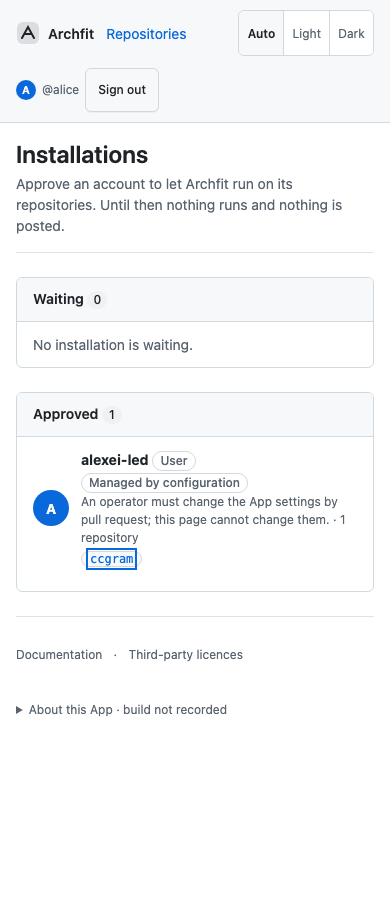 Archfit Repositories Auto Light Dark
A @alice Sign out
Installations
Approve an account to let Archfit run on its
repositories. Until then nothing runs and nothing is
posted.
Waiting 0
No installation is waiting.
Approved 1
alexei-led User
Managed by configuration
A
An operator must change the App settings by
pull request; this page cannot change them. · 1
repository
ccgram
Documentation · Third-party licences
About this App · build not recorded